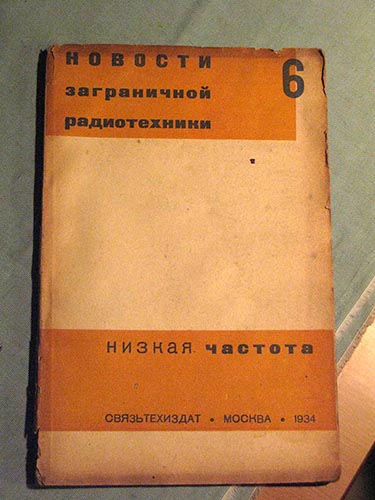 НОВОСТИ 6
заграничной
радиотехники
низкая частота
СВЯЗЬТЕХИЗДАТ • МОСКВА • 1934